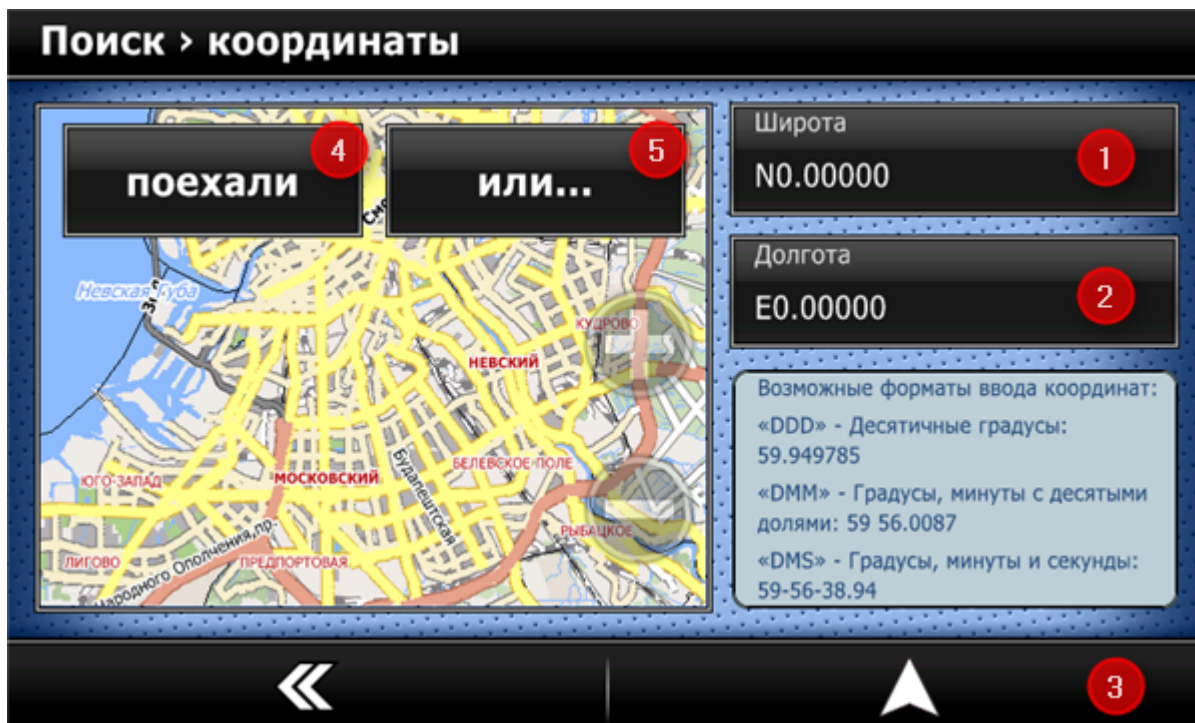 Поиск › координаты
поехали
4
или...
5
Широта
N0.00000
1
Долгота
E0.00000
2
Возможные форматы ввода координат:
«DDD» - Десятичные градусы:
59.949785
«DMM» - Градусы, минуты с десятыми
долями: 59 56.0087
«DMS» - Градусы, минуты и секунды:
59-56-38.94
Невская Губа
КУДРОВО
НЕВСКИЙ
БЕЛЕВСКОЕ ПОЛЕ
ЮГО-ЗАПАД
МОСКОВСКИЙ
Будапештская
РЫБАЦКОЕ
ЛИГОВО
Народного Ополчения,пр.
ПРЕДПОРТОВАЯ
3